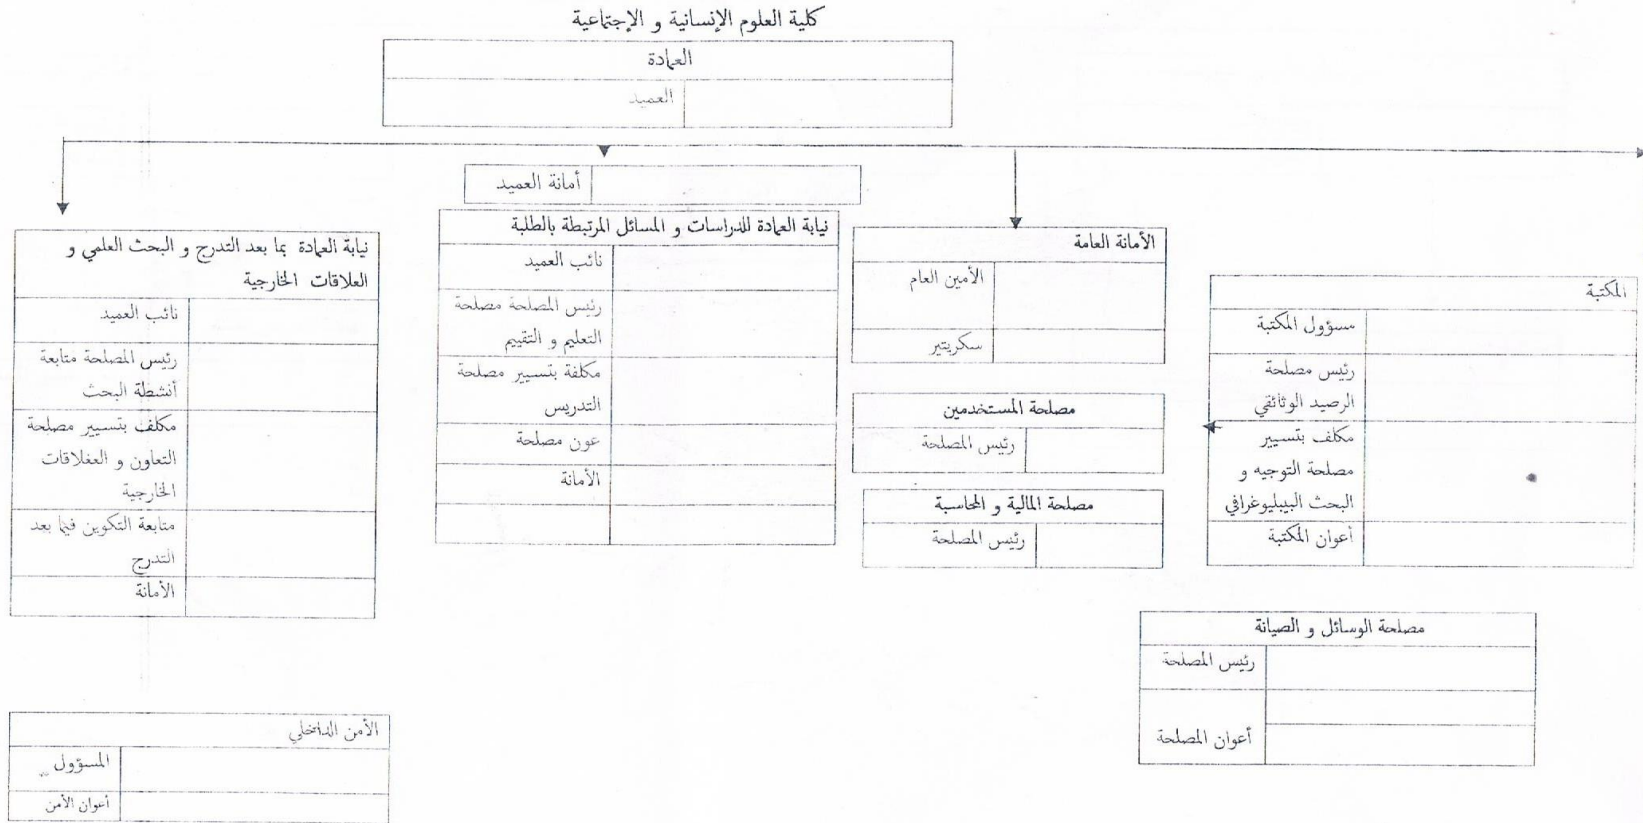 كلية العلوم الإنسانية و الإجتماعية
العمادة
العميد
أمانة العميد
نيابة العمادة بما بعد التدرج و البحث العلمي و
العلاقات الخارجية
نائب العميد
رئيس المصلحة متابعة
أنشطة البحث
مكلف بتسيير مصلحة
التعاون و العغلاقات
الخارجية
متابعة التكوين فيما بعد
التدرج
الأمانة
نيابة العمادة للدراسات و المسائل المرتبطة بالطلبة
نائب العميد
رئيس المصلحة مصلحة
التعليم و التقييم
مكلفة بتسيير مصلحة
التدريس
عون مصلحة
الأمانة
الأمانة العامة
الأمين العام
سكريتير
مصلحة المستخدمين
رئيس المصلحة
مصلحة المالية و المحاسبة
رئيس المصلحة
المكتبة
مسؤول المكتبة
رئيس مصلحة
الرصيد الوثائقي
مكلف بتسيير
مصلحة التوجيه و
البحث البيبليوغرافي
أعوان المكتبة
مصلحة الوسائل و الصيانة
رئيس المصلحة
أعوان المصلحة
الأمن الداخلي
المسؤول
أعوان الأمن